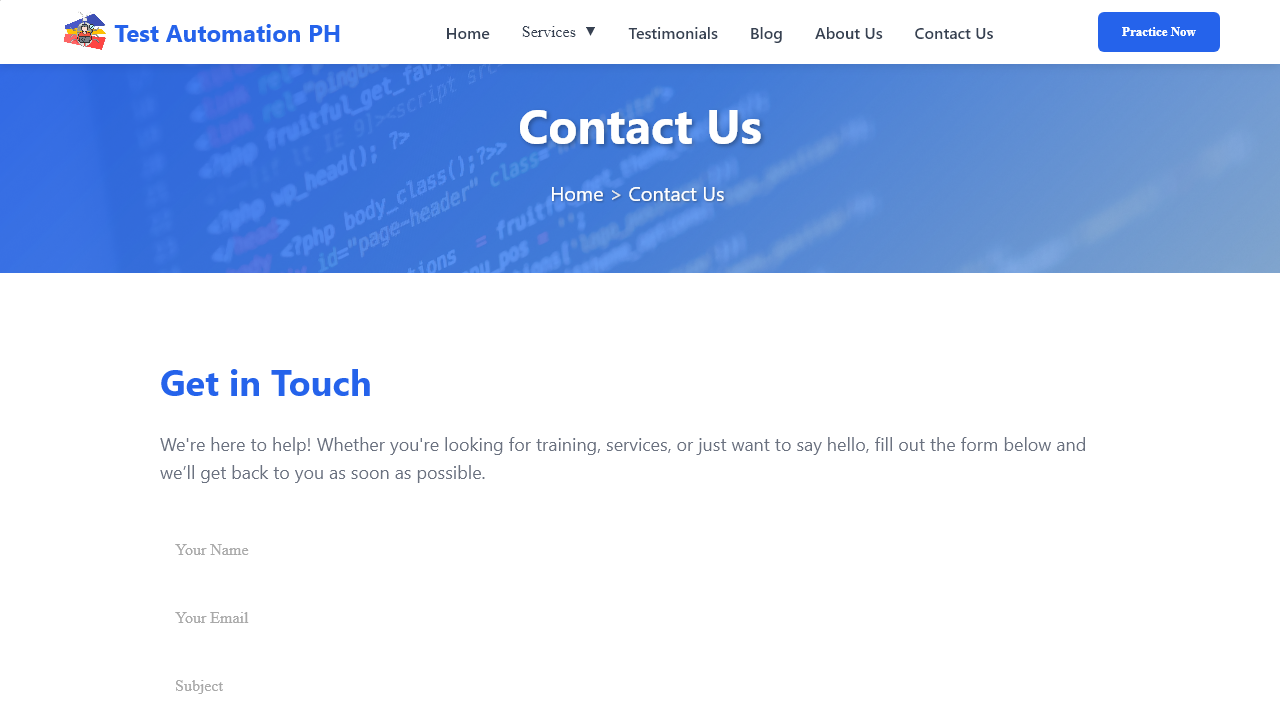 Test Automation PH
Home
Services ▼
Testimonials
Blog
About Us
Contact Us
Practice Now
Contact Us
Home > Contact Us
Get in Touch
We're here to help! Whether you're looking for training, services, or just want to say hello, fill out the form below and
we’ll get back to you as soon as possible.
Your Name
Your Email
Subject